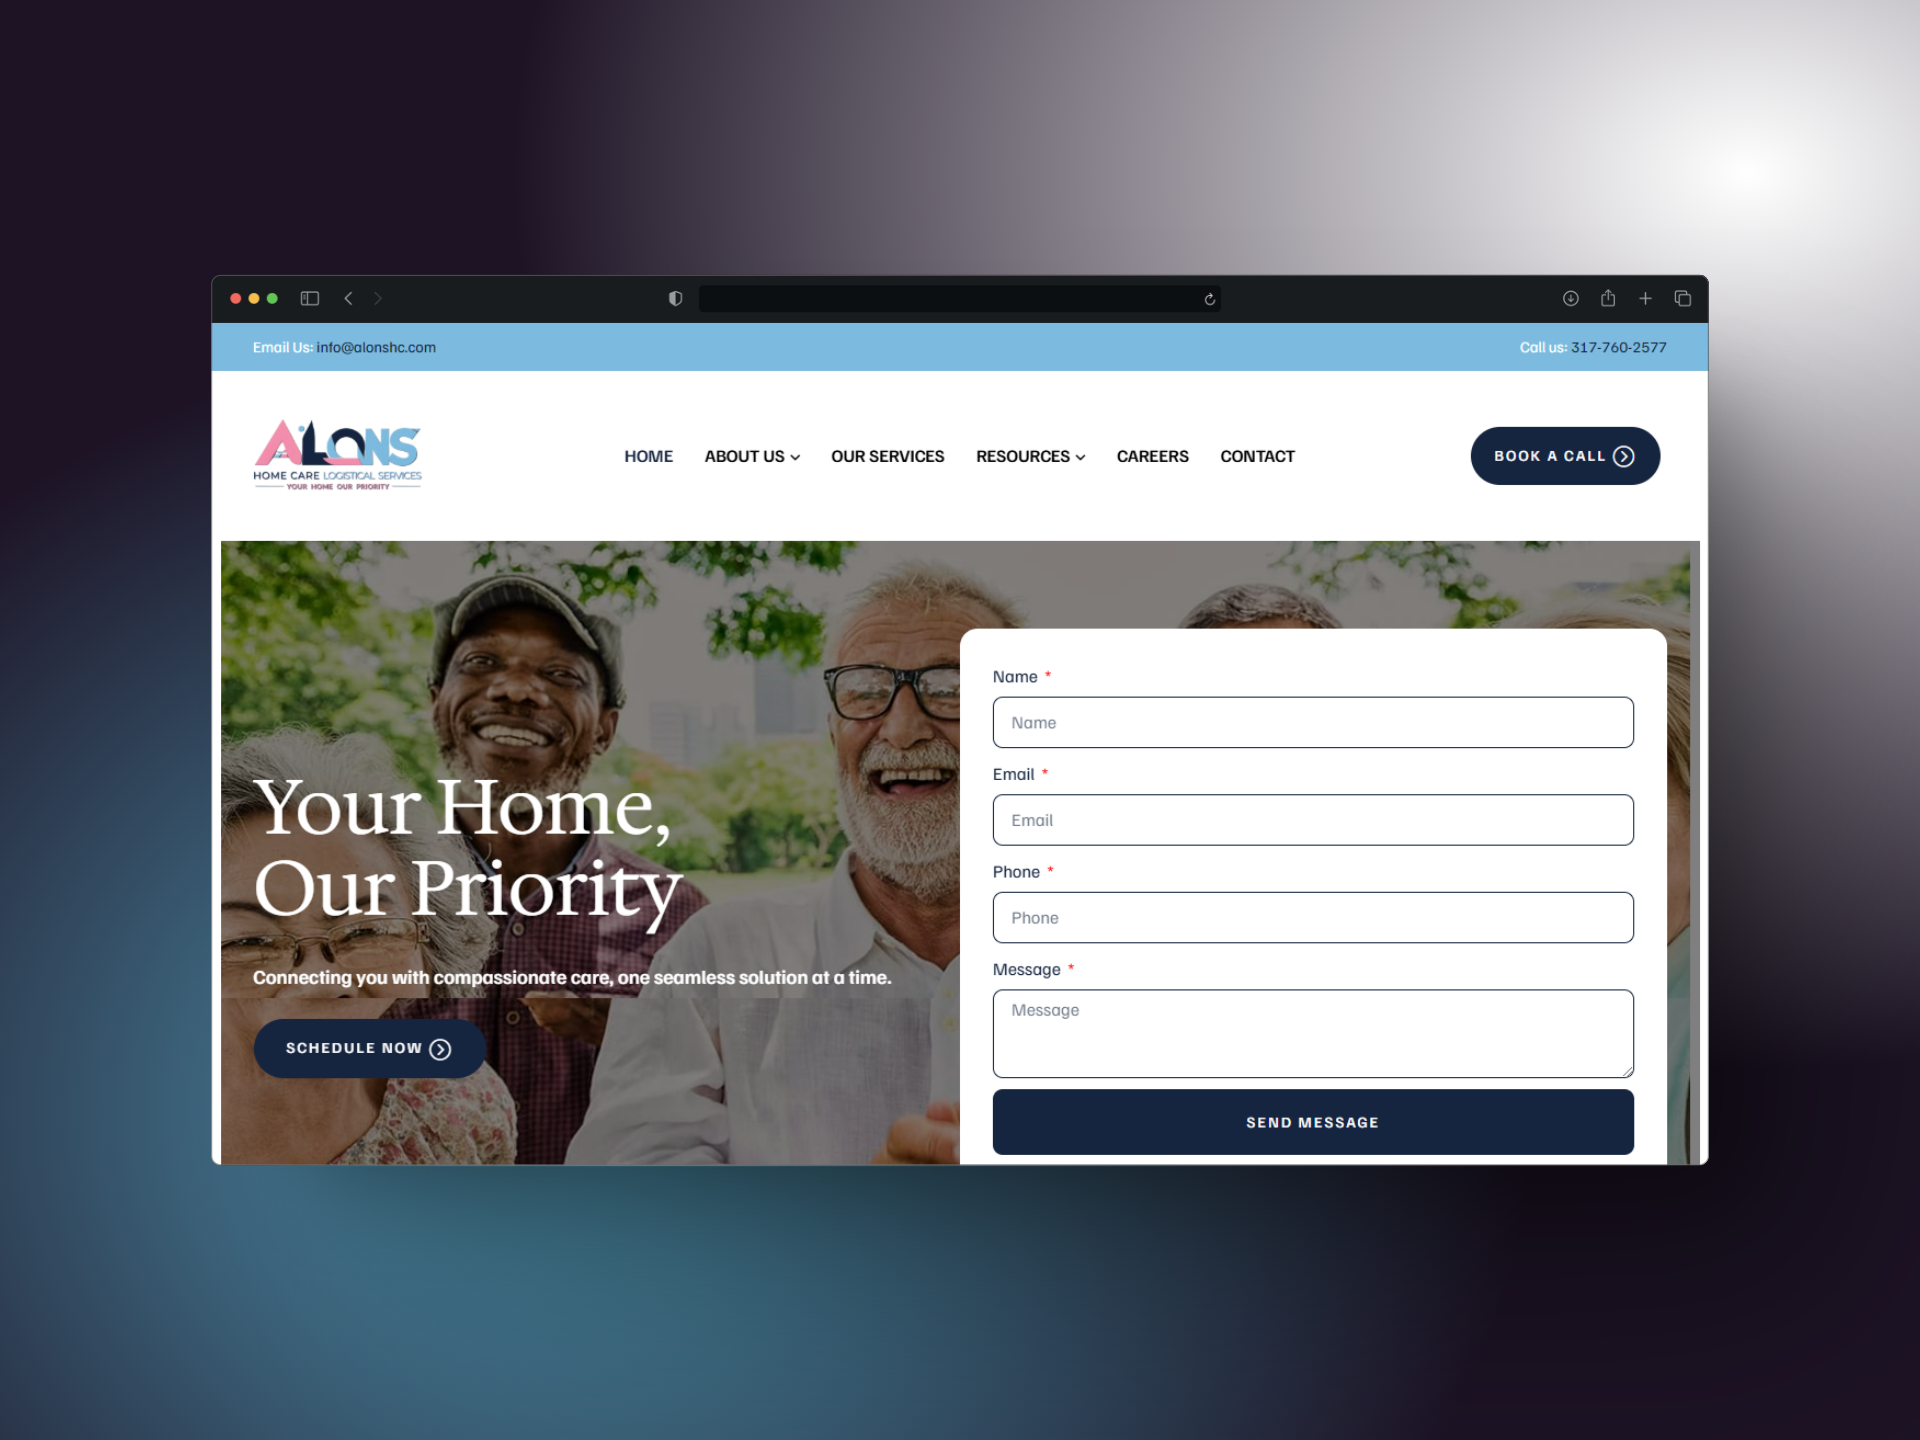 Email Us: info@alonshc.com
Call us: 317-760-2577
ALONS
HOME CARE LOGISTICAL SERVICES
YOUR HOME OUR PRIORITY
HOME
ABOUT US
OUR SERVICES
RESOURCES
CAREERS
CONTACT
BOOK A CALL
Your Home,
Our Priority
Connecting you with compassionate care, one seamless solution at a time.
SCHEDULE NOW
Name *
Name
Email *
Email
Phone *
Phone
Message *
Message
SEND MESSAGE